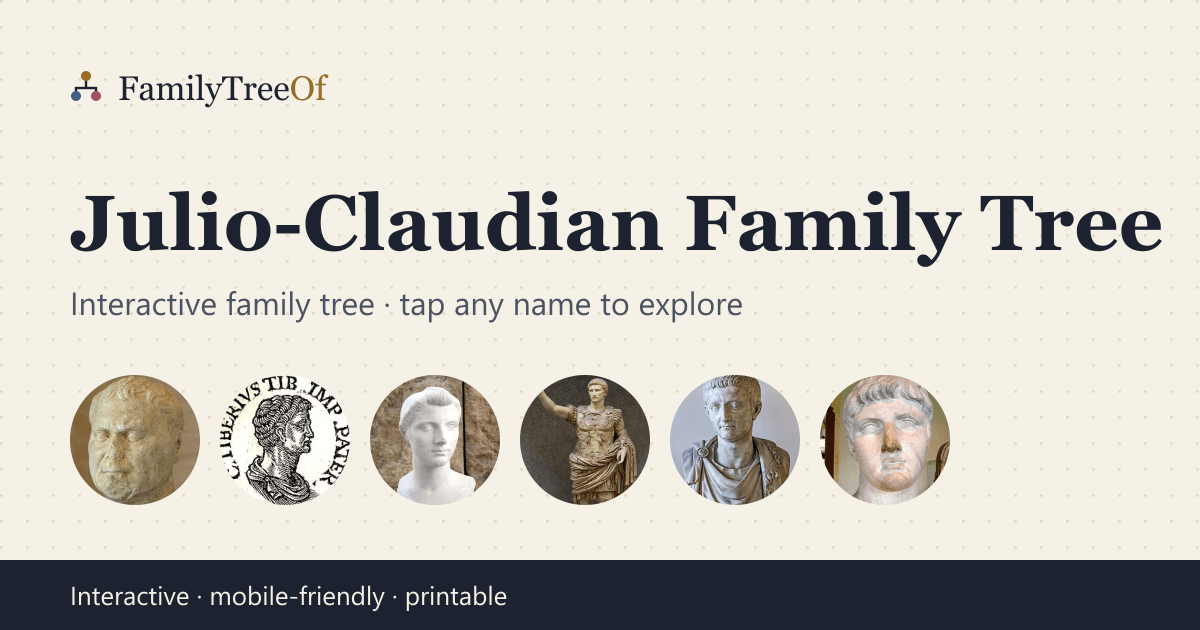 FamilyTreeOf
Julio-Claudian Family Tree
Interactive family tree · tap any name to explore
C. LIBERIVS TIB. IMP. PATER.
Interactive · mobile-friendly · printable